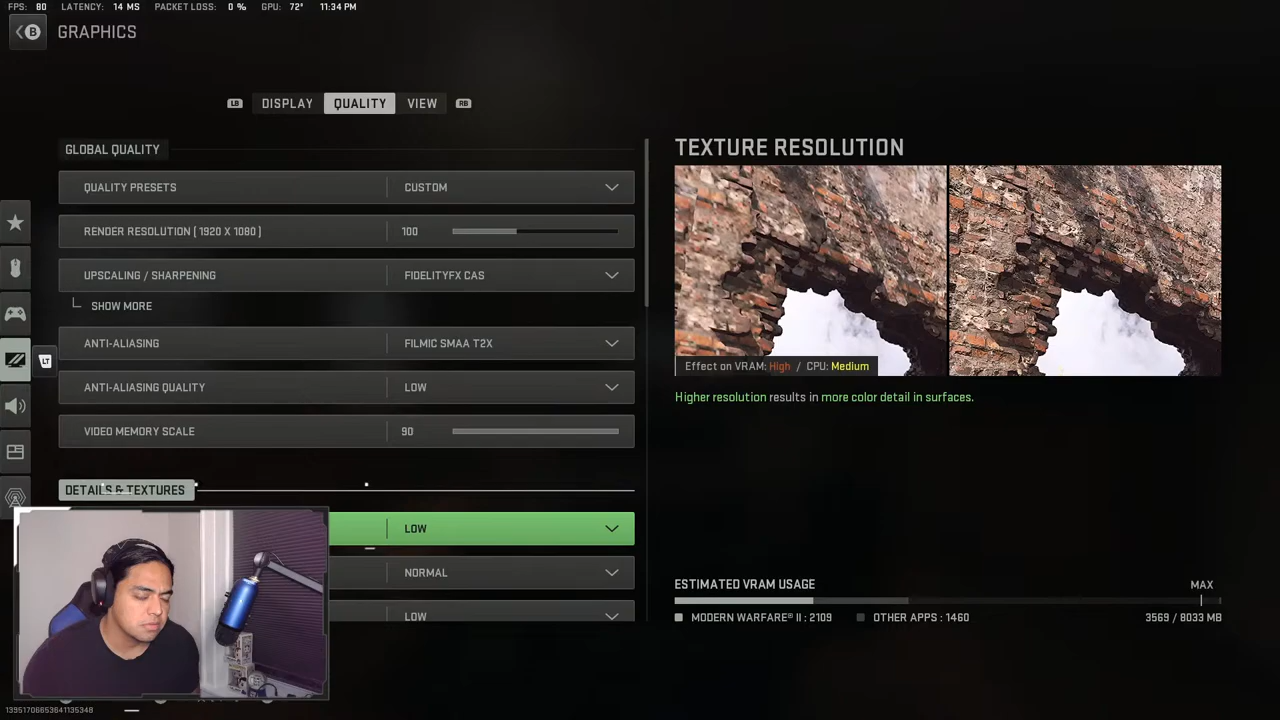 FPS: 80 LATENCY: 14 MS PACKET LOSS: 0 % GPU: 72° 11:34 PM
B GRAPHICS
LB DISPLAY QUALITY VIEW RB
GLOBAL QUALITY
QUALITY PRESETS CUSTOM
RENDER RESOLUTION [ 1920 X 1080 ] 100
UPSCALING / SHARPENING FIDELITYFX CAS
SHOW MORE
LT
ANTI-ALIASING FILMIC SMAA T2X
ANTI-ALIASING QUALITY LOW
VIDEO MEMORY SCALE 90
DETAILS & TEXTURES
LOW
NORMAL
LOW
TEXTURE RESOLUTION
Effect on VRAM: High / CPU: Medium
Higher resolution results in more color detail in surfaces.
ESTIMATED VRAM USAGE MAX
MODERN WARFARE® II : 2109 OTHER APPS : 1460 3569 / 8033 MB
13951706653641135348